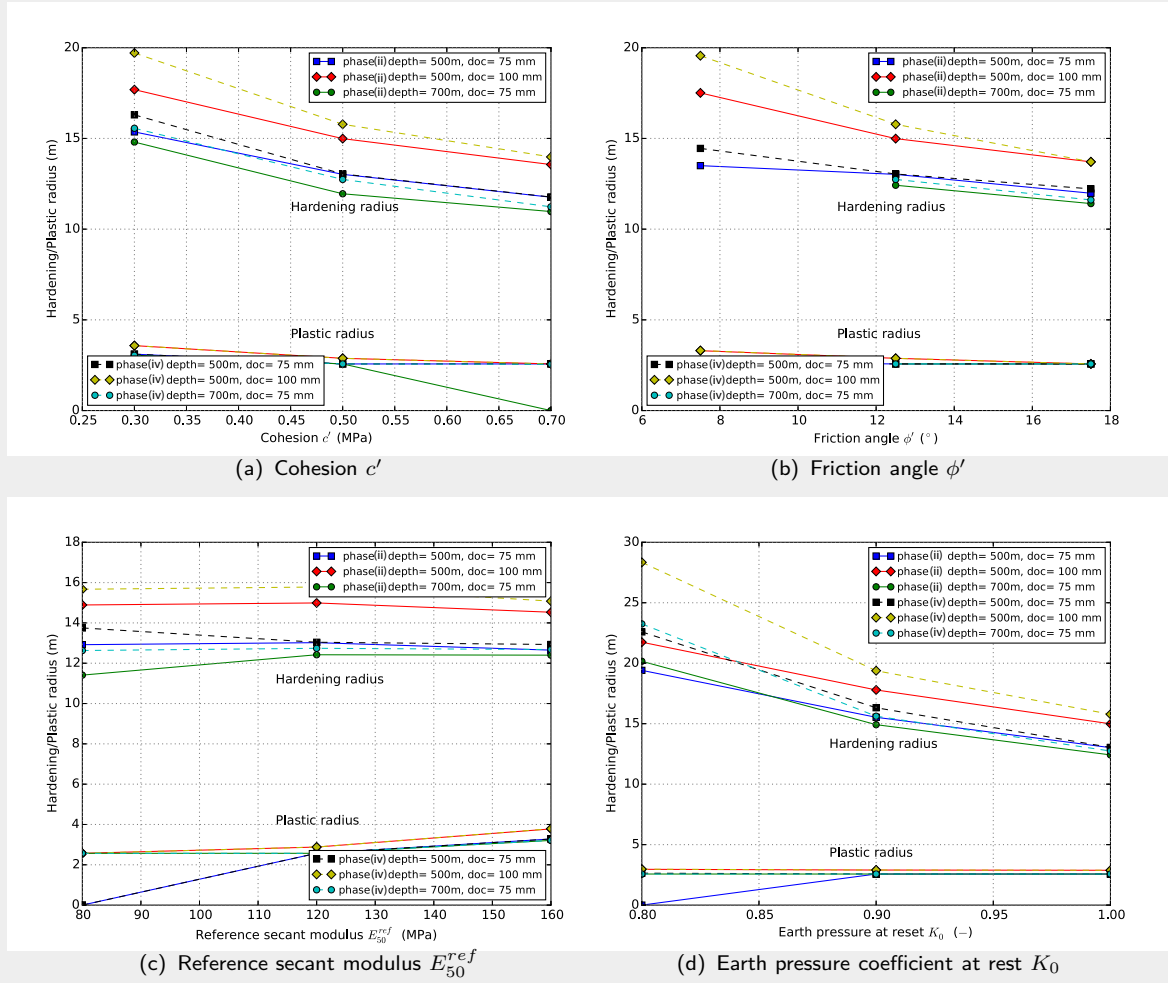 20
15
10
5
0
Hardening/Plastic radius (m)
phase(ii) depth= 500m, doc= 75 mm
phase(ii) depth= 500m, doc= 100 mm
phase(ii) depth= 700m, doc= 75 mm
Hardening radius
Plastic radius
phase(iv) depth= 500m, doc= 75 mm
phase(iv) depth= 500m, doc= 100 mm
phase(iv) depth= 700m, doc= 75 mm
0.25 0.30 0.35 0.40 0.45 0.50 0.55 0.60 0.65 0.70
Cohesion c′ (MPa)
(a) Cohesion c′
20
15
10
5
0
Hardening/Plastic radius (m)
phase(ii) depth= 500m, doc= 75 mm
phase(ii) depth= 500m, doc= 100 mm
phase(ii) depth= 700m, doc= 75 mm
Hardening radius
Plastic radius
phase(iv) depth= 500m, doc= 75 mm
phase(iv) depth= 500m, doc= 100 mm
phase(iv) depth= 700m, doc= 75 mm
6 8 10 12 14 16 18
Friction angle ϕ′ (°)
(b) Friction angle ϕ′
18
16
14
12
10
8
6
4
2
0
Hardening/Plastic radius (m)
phase(ii) depth= 500m, doc= 75 mm
phase(ii) depth= 500m, doc= 100 mm
phase(ii) depth= 700m, doc= 75 mm
Hardening radius
Plastic radius
phase(iv) depth= 500m, doc= 75 mm
phase(iv) depth= 500m, doc= 100 mm
phase(iv) depth= 700m, doc= 75 mm
80 90 100 110 120 130 140 150 160
Reference secant modulus E_50^ref (MPa)
(c) Reference secant modulus E_50^ref
30
25
20
15
10
5
0
Hardening/Plastic radius (m)
phase(ii) depth= 500m, doc= 75 mm
phase(ii) depth= 500m, doc= 100 mm
phase(ii) depth= 700m, doc= 75 mm
phase(iv) depth= 500m, doc= 75 mm
phase(iv) depth= 500m, doc= 100 mm
phase(iv) depth= 700m, doc= 75 mm
Hardening radius
Plastic radius
0.80 0.85 0.90 0.95 1.00
Earth pressure at reset K_0 (−)
(d) Earth pressure coefficient at rest K_0